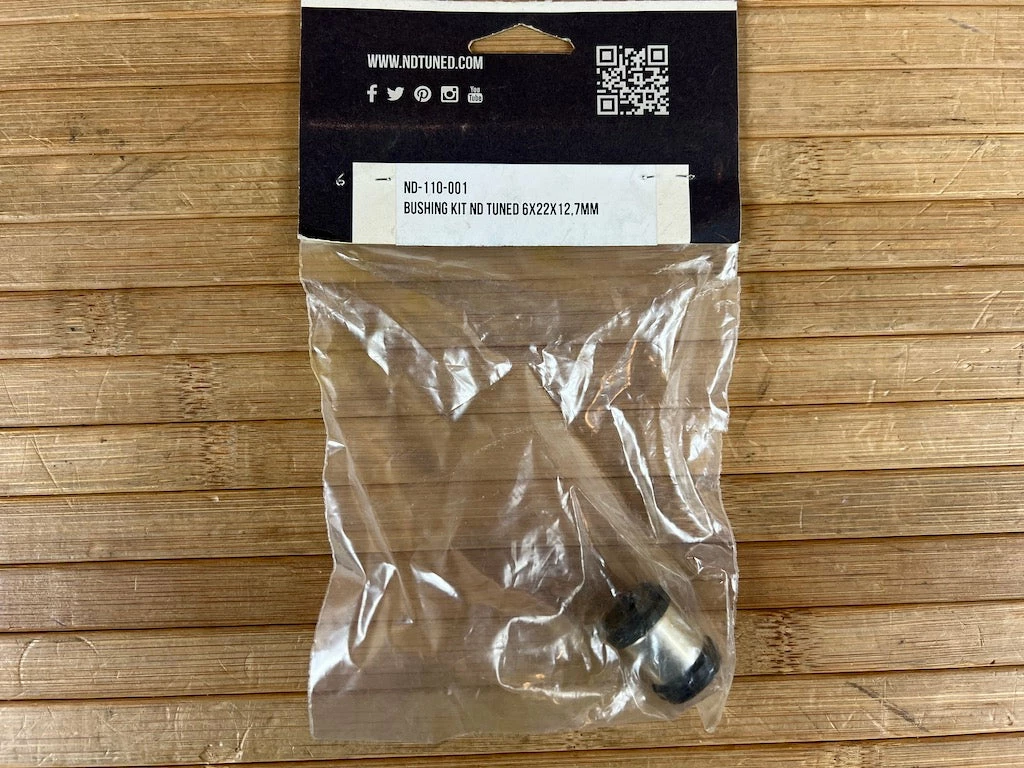 WWW.NDTUNED.COM
You Tube
ND-110-001
BUSHING KIT ND TUNED 6X22X12,7MM